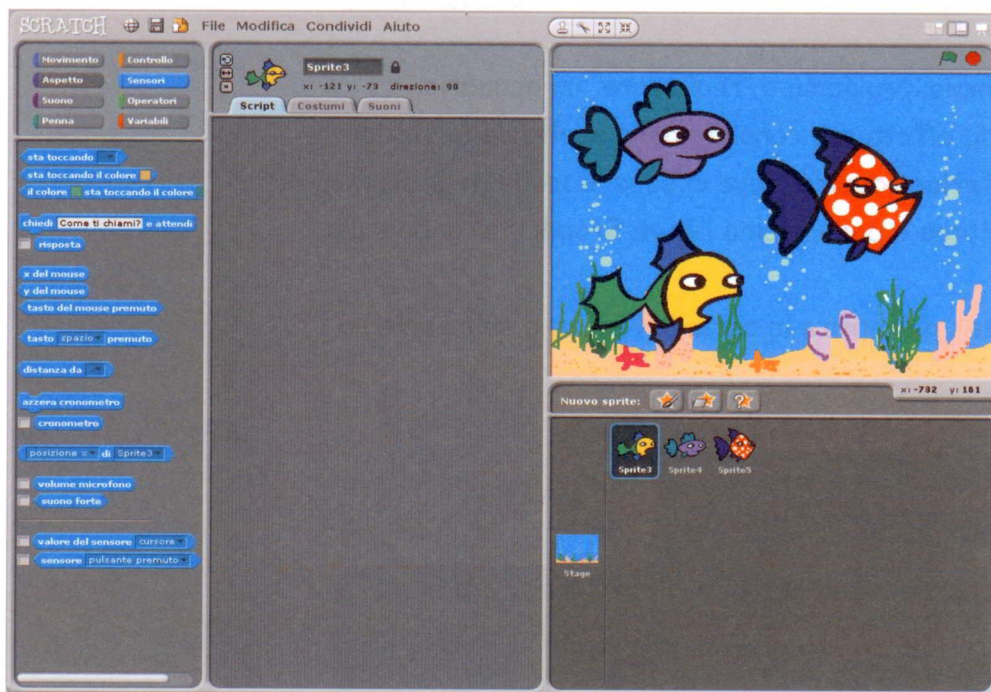 SCRATCH File Modifica Condividi Aiuto
Movimento Controllo
Aspetto Sensori
Suono Operatori
Penna Variabili
sta toccando
sta toccando il colore
il colore sta toccando il colore
chiedi Come ti chiami? e attendi
risposta
x del mouse
y del mouse
tasto del mouse premuto
tasto spazio premuto
distanza da
azzera cronometro
cronometro
posizione x di Sprite3
volume microfono
suono forte
valore del sensore cursore
sensore pulsante premuto
Sprite3
x: -121 y: -73 direzione: 90
Script Costumi Suoni
x: -732 y: 161
Nuovo sprite:
Sprite3 Sprite4 Sprite5
Stage